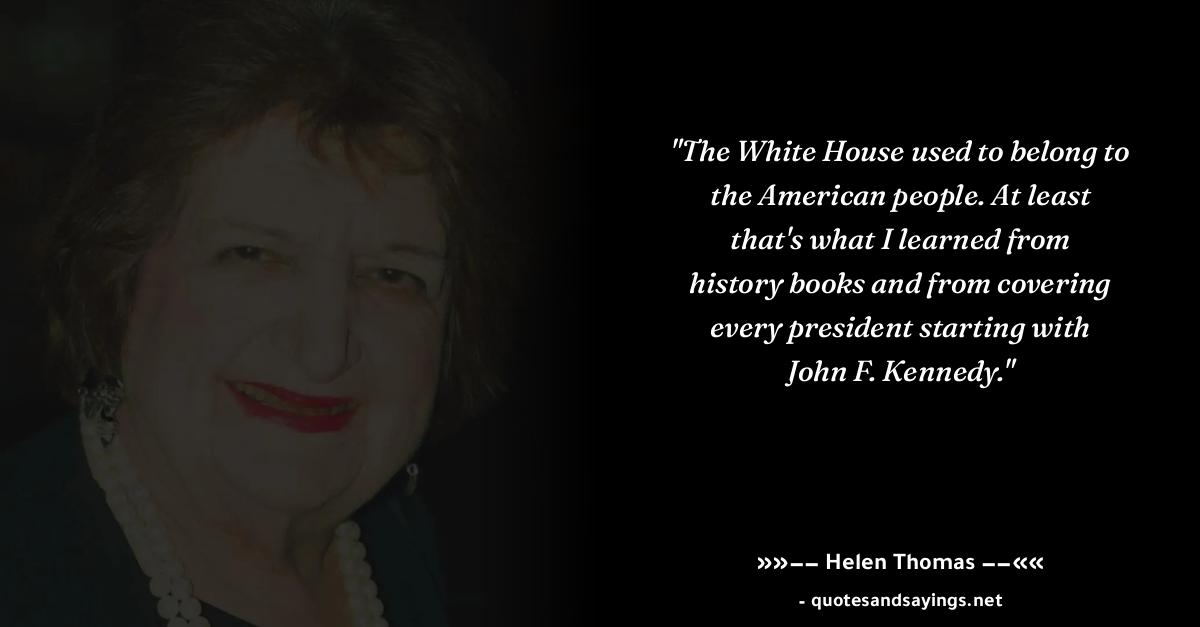 "The White House used to belong to
the American people. At least
that's what I learned from
history books and from covering
every president starting with
John F. Kennedy."
»»−− Helen Thomas −−««
- quotesandsayings.net